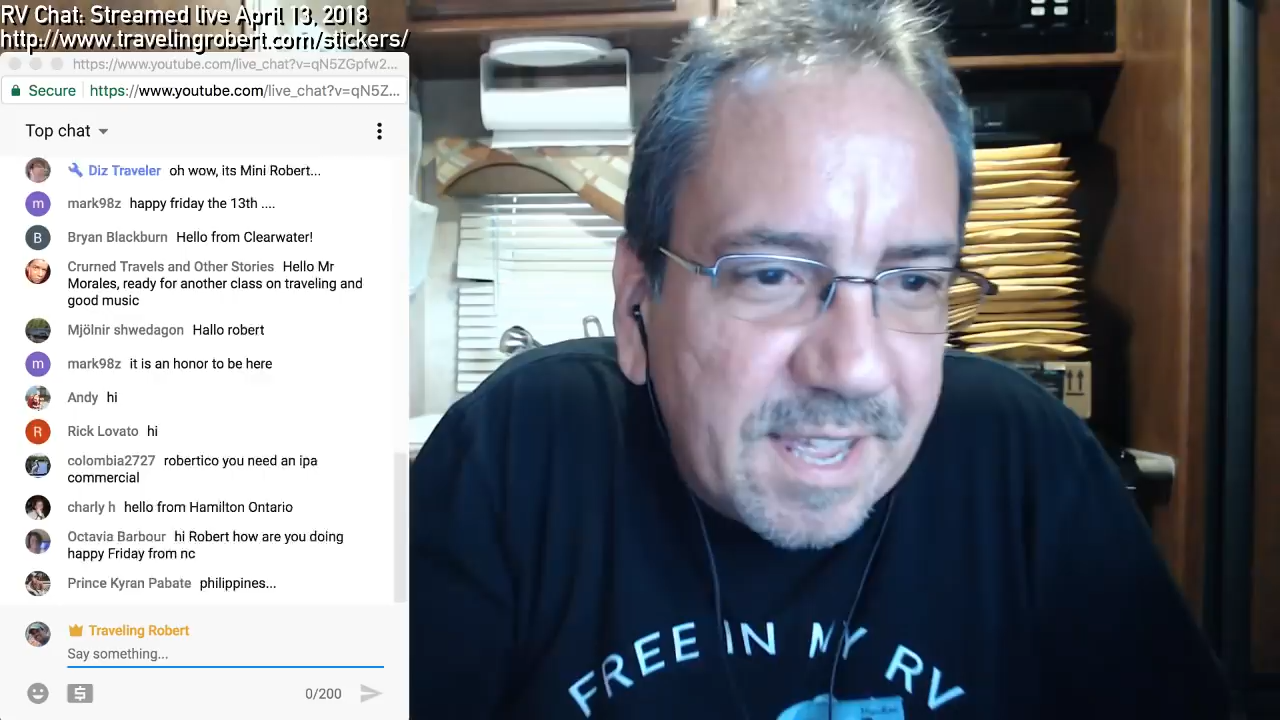 RV Chat: Streamed live April 13, 2018
http://www.travelingrobert.com/stickers/
https://www.youtube.com/live_chat?v=qN5ZGpfw2...
Secure https://www.youtube.com/live_chat?v=qN5Z...
Top chat
Diz Traveler oh wow, its Mini Robert...
m mark98z happy friday the 13th ....
B Bryan Blackburn Hello from Clearwater!
Crurned Travels and Other Stories Hello Mr
Morales, ready for another class on traveling and
good music
Mjölnir shwedagon Hallo robert
m mark98z it is an honor to be here
Andy hi
R Rick Lovato hi
colombia2727 robertico you need an ipa
commercial
charly h hello from Hamilton Ontario
Octavia Barbour hi Robert how are you doing
happy Friday from nc
Prince Kyran Pabate philippines...
Traveling Robert
Say something...
$ 0/200
FREE IN MY RV